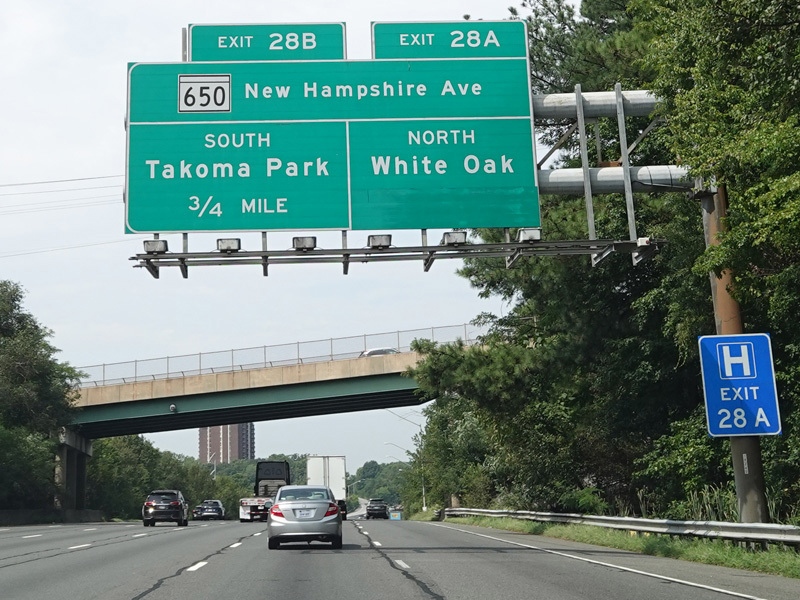 EXIT 28B
EXIT 28A
650 New Hampshire Ave
SOUTH
Takoma Park
3/4 MILE
NORTH
White Oak
H
EXIT
28 A